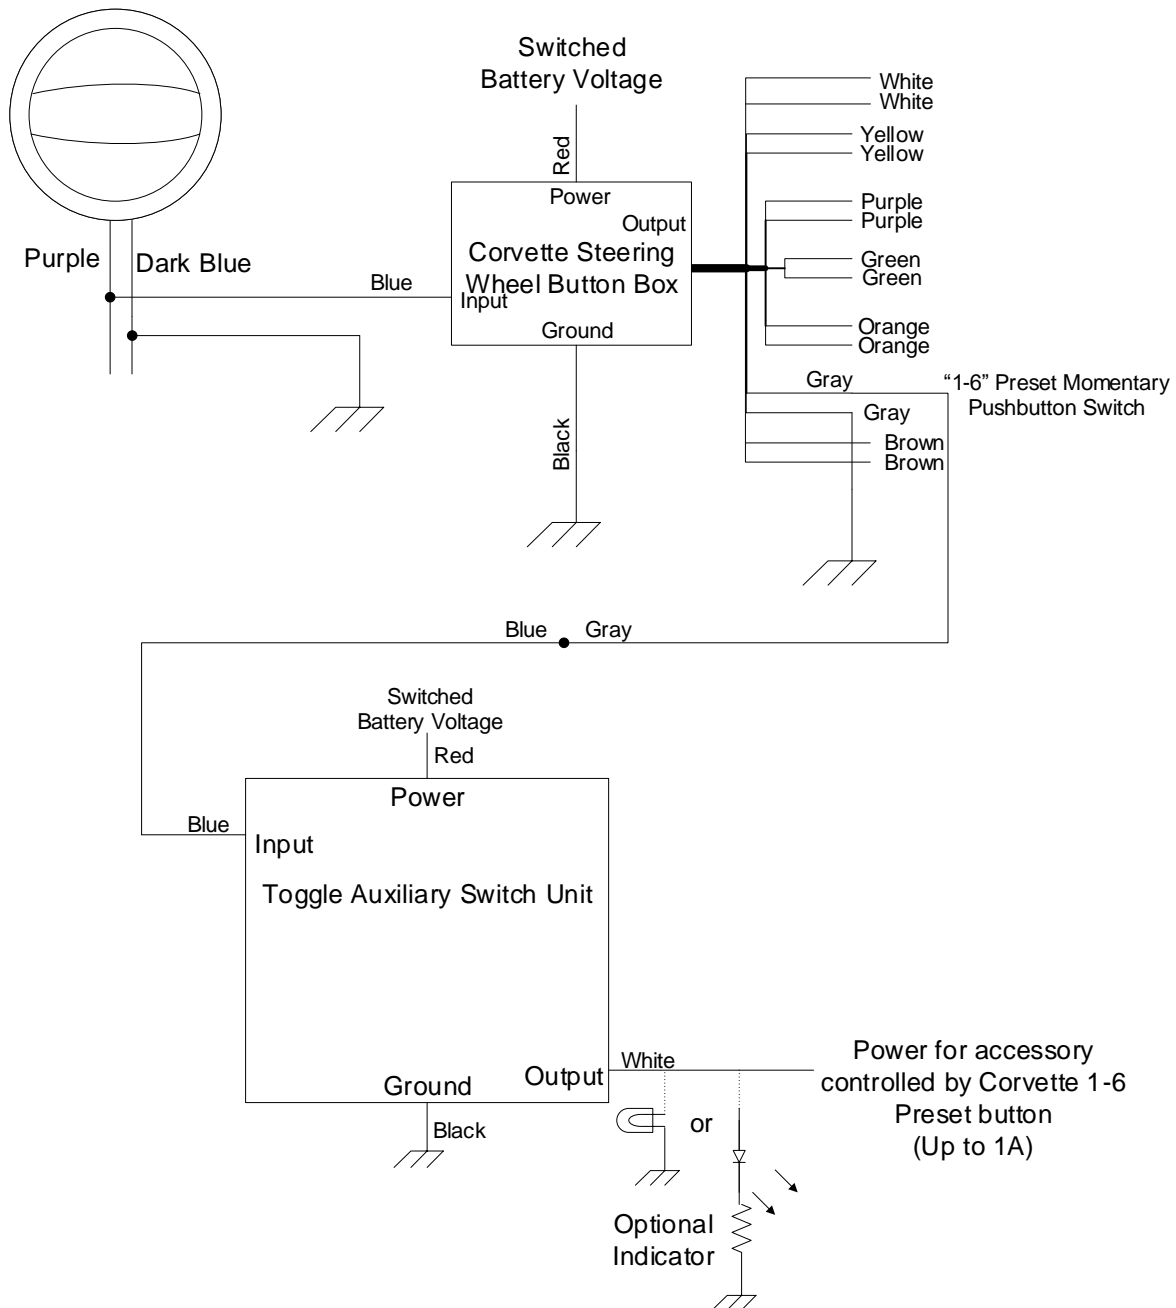 Switched
Battery Voltage
White
White
Red
Yellow
Yellow
Power
Output
Purple
Purple
Purple
Dark Blue
Corvette Steering
Wheel Button Box
Green
Green
Blue
Input
Ground
Orange
Orange
Gray
"1-6" Preset Momentary
Pushbutton Switch
Gray
Black
Brown
Brown
Blue
Gray
Switched
Battery Voltage
Red
Power
Blue
Input
Toggle Auxiliary Switch Unit
Ground
Output
White
Black
or
Power for accessory
controlled by Corvette 1-6
Preset button
(Up to 1A)
Optional
Indicator